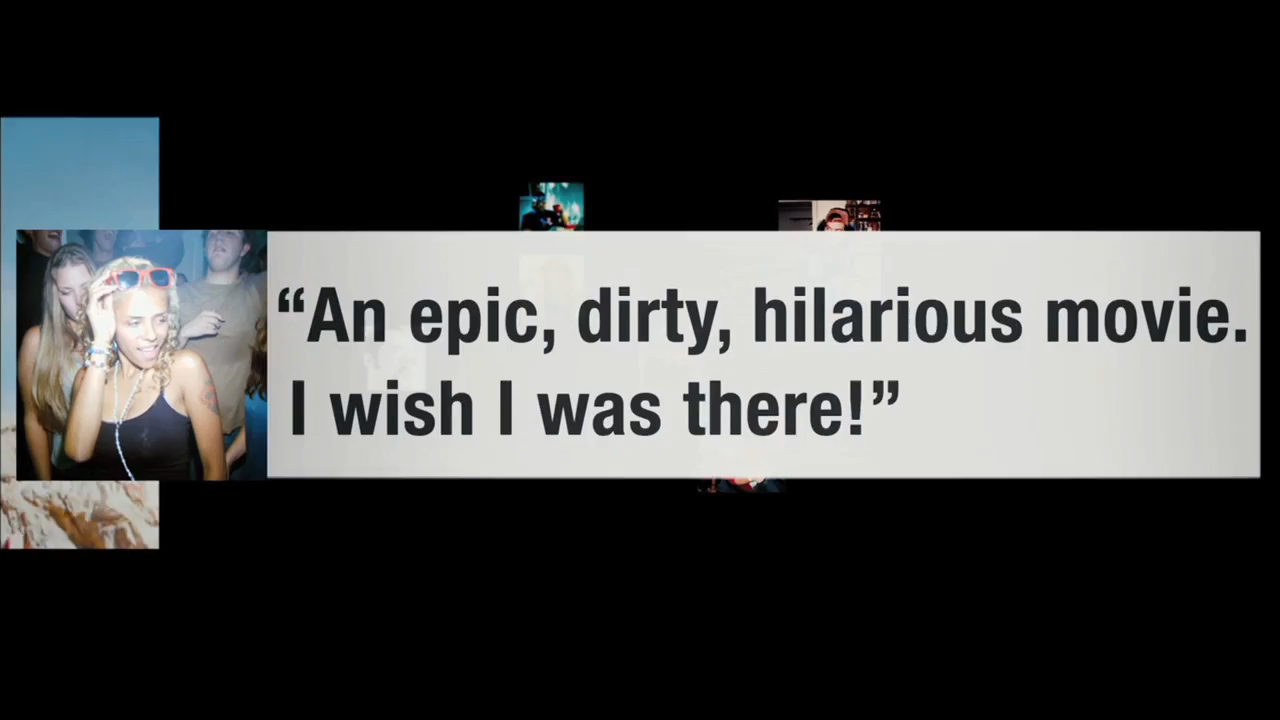 “An epic, dirty, hilarious movie.
I wish I was there!”